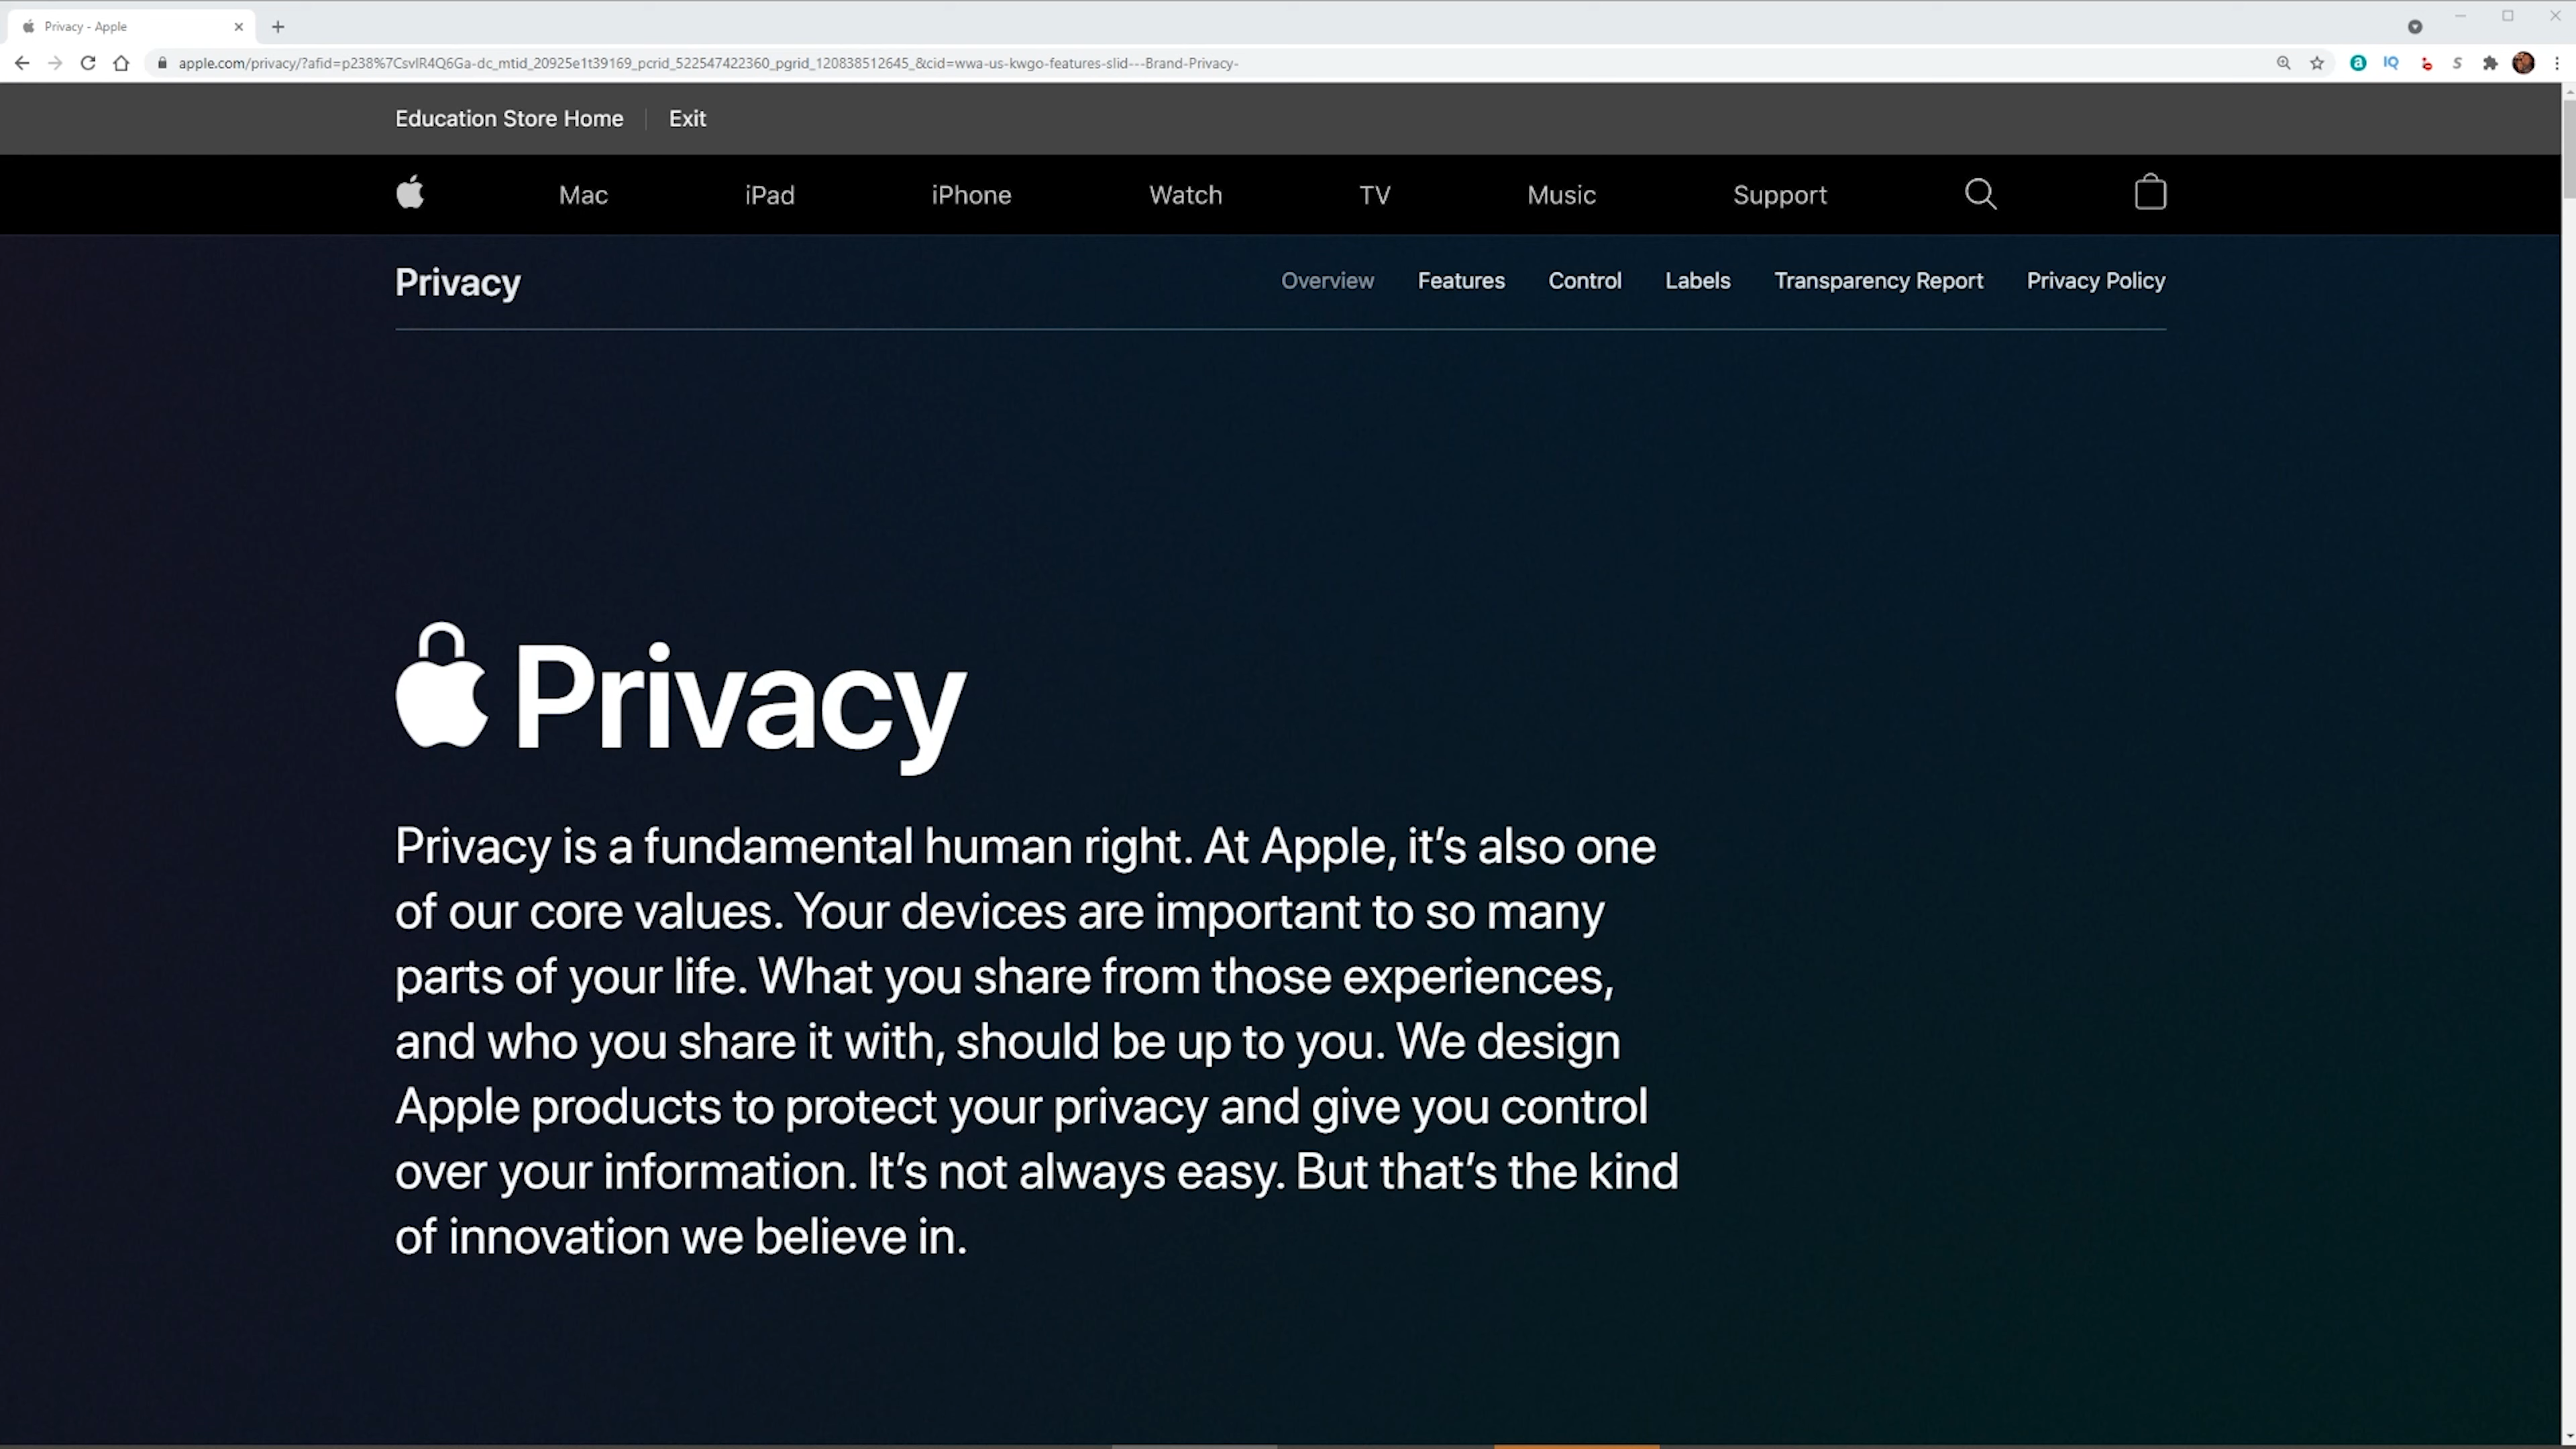 Privacy - Apple
apple.com/privacy/?afid=p238%7CsvIR4Q6Ga-dc_mtid_20925e1t39169_pcrid_522547422360_pgrid_120838512645_&cid=wwa-us-kwgo-features-slid---Brand-Privacy-
Education Store Home Exit
Mac iPad iPhone Watch TV Music Support
Privacy Overview Features Control Labels Transparency Report Privacy Policy
Privacy
Privacy is a fundamental human right. At Apple, it’s also one
of our core values. Your devices are important to so many
parts of your life. What you share from those experiences,
and who you share it with, should be up to you. We design
Apple products to protect your privacy and give you control
over your information. It’s not always easy. But that’s the kind
of innovation we believe in.